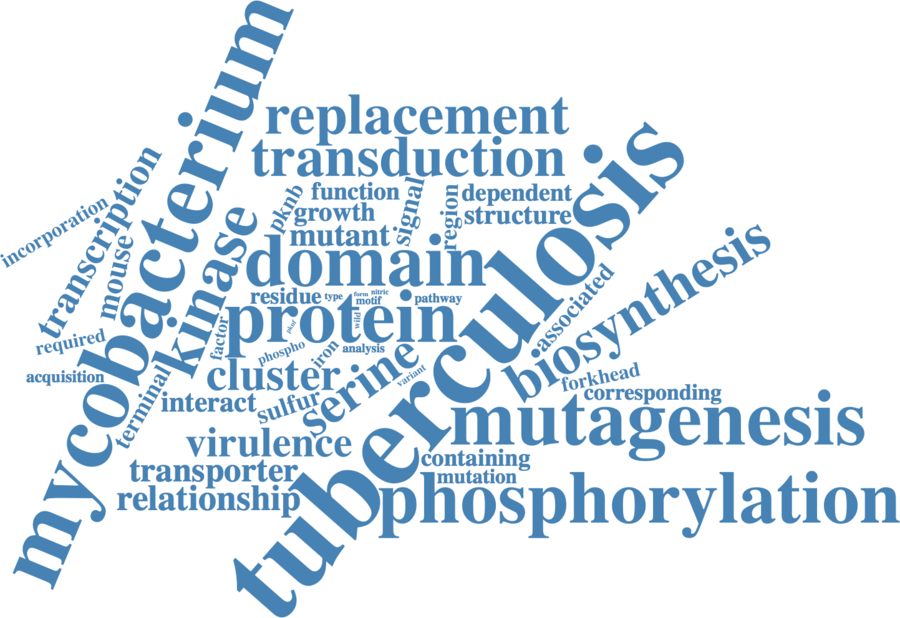 mycobacterium
replacement
transduction
tuberculosis
incorporation
transcription
mouse
kinase
pknb
function
signal
region
dependent
growth
structure
mutant
domain
associated
biosynthesis
residue
type
form
nitric
motif
pathway
protein
wild
required
factor
phospho
iron
analysis
acquisition
terminal
cluster
serine
variant
forkhead
corresponding
interact
sulfur
mutagenesis
virulence
containing
transporter
mutation
relationship
phosphorylation